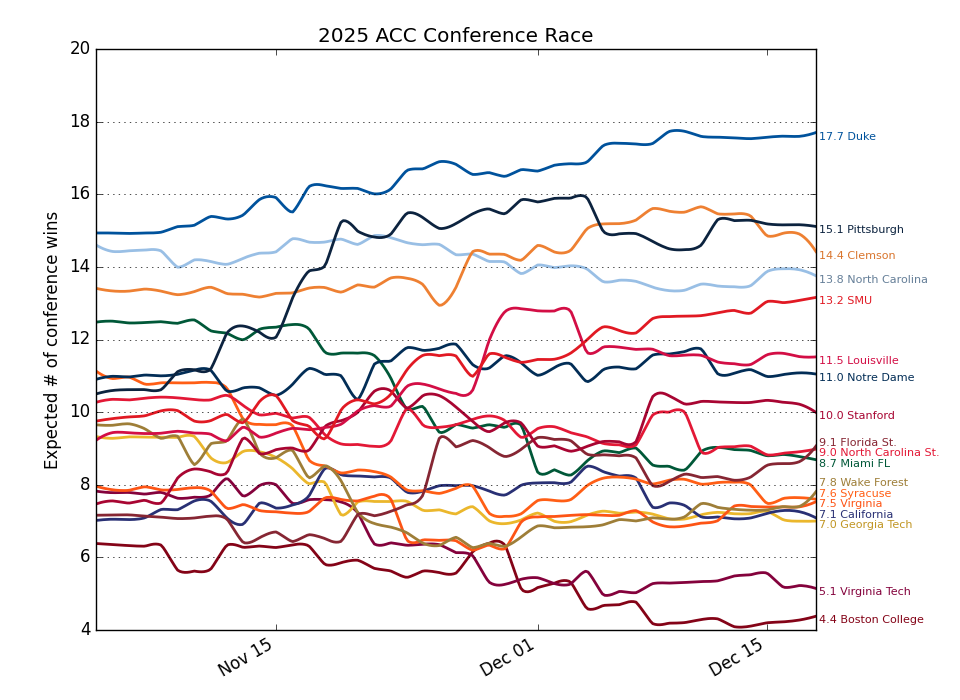 2025 ACC Conference Race
Expected # of conference wins
20
18
16
14
12
10
8
6
4
Nov 15
Dec 01
Dec 15
17.7 Duke
15.1 Pittsburgh
14.4 Clemson
13.8 North Carolina
13.2 SMU
11.5 Louisville
11.0 Notre Dame
10.0 Stanford
9.1 Florida St.
9.0 North Carolina St.
8.7 Miami FL
7.8 Wake Forest
7.6 Syracuse
7.5 Virginia
7.1 California
7.0 Georgia Tech
5.1 Virginia Tech
4.4 Boston College